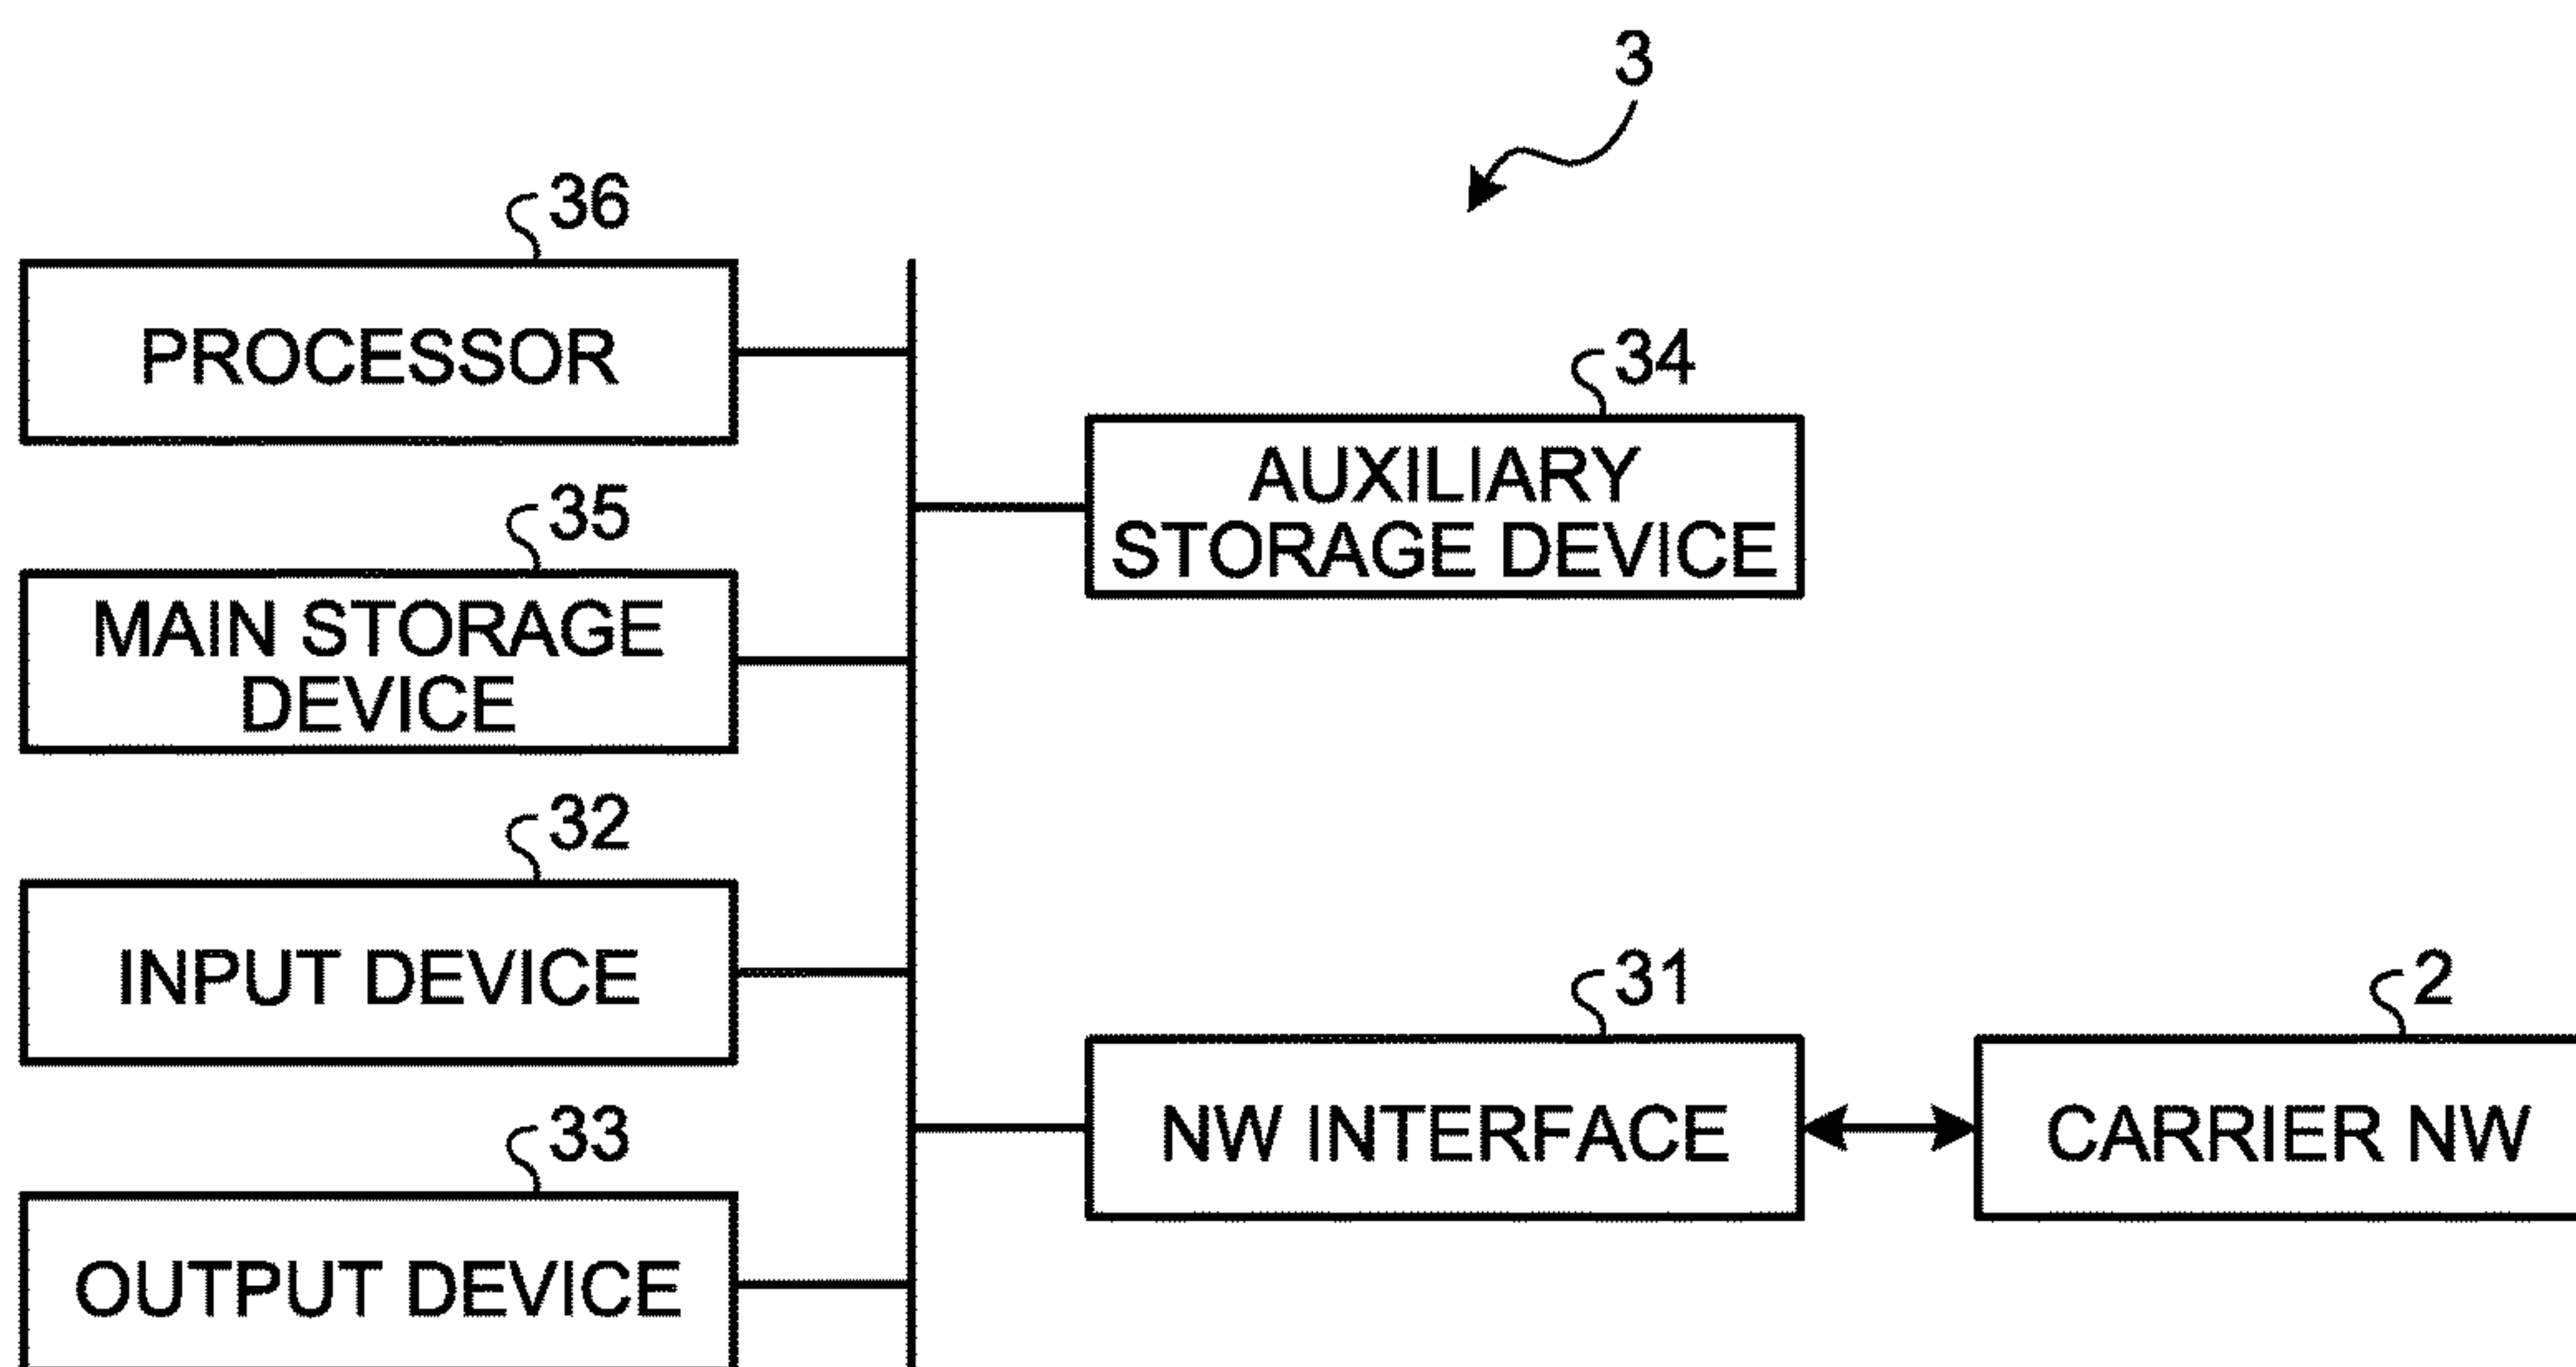 3
36
PROCESSOR
34
AUXILIARY
STORAGE DEVICE
35
MAIN STORAGE
DEVICE
32
INPUT DEVICE
31
NW INTERFACE
2
CARRIER NW
33
OUTPUT DEVICE